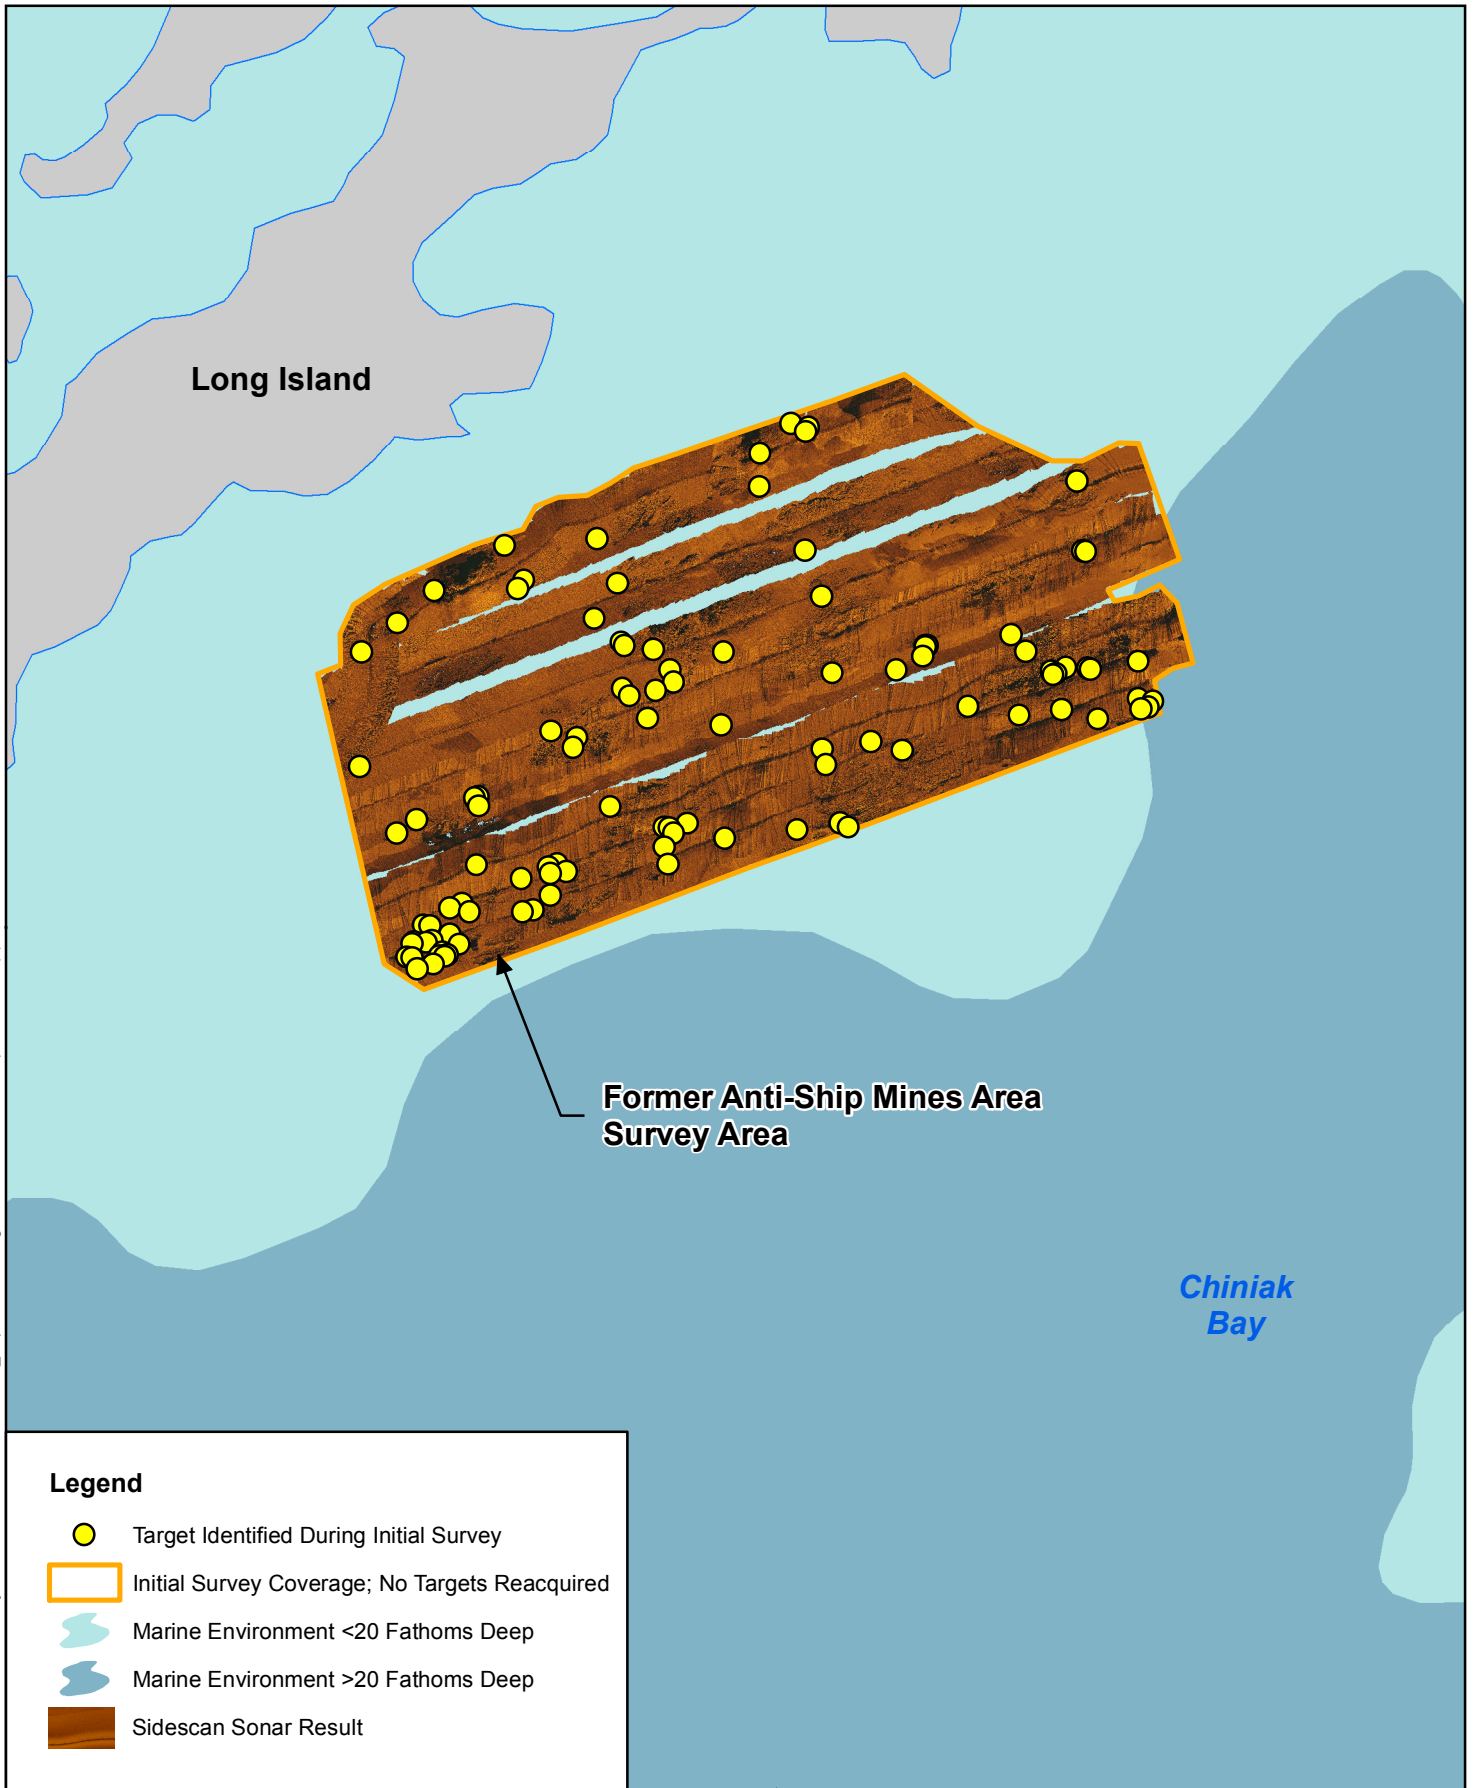 Long Island
Former Anti-Ship Mines Area
Survey Area
Chiniak
Bay
Legend
Target Identified During Initial Survey
Initial Survey Coverage; No Targets Reacquired
Marine Environment <20 Fathoms Deep
Marine Environment >20 Fathoms Deep
Sidescan Sonar Result